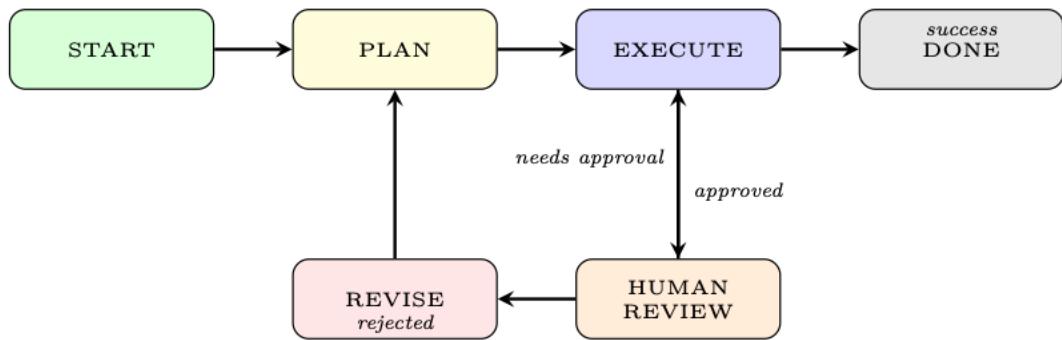 START
PLAN
EXECUTE
success
DONE
needs approval
approved
REVISE
rejected
HUMAN
REVIEW